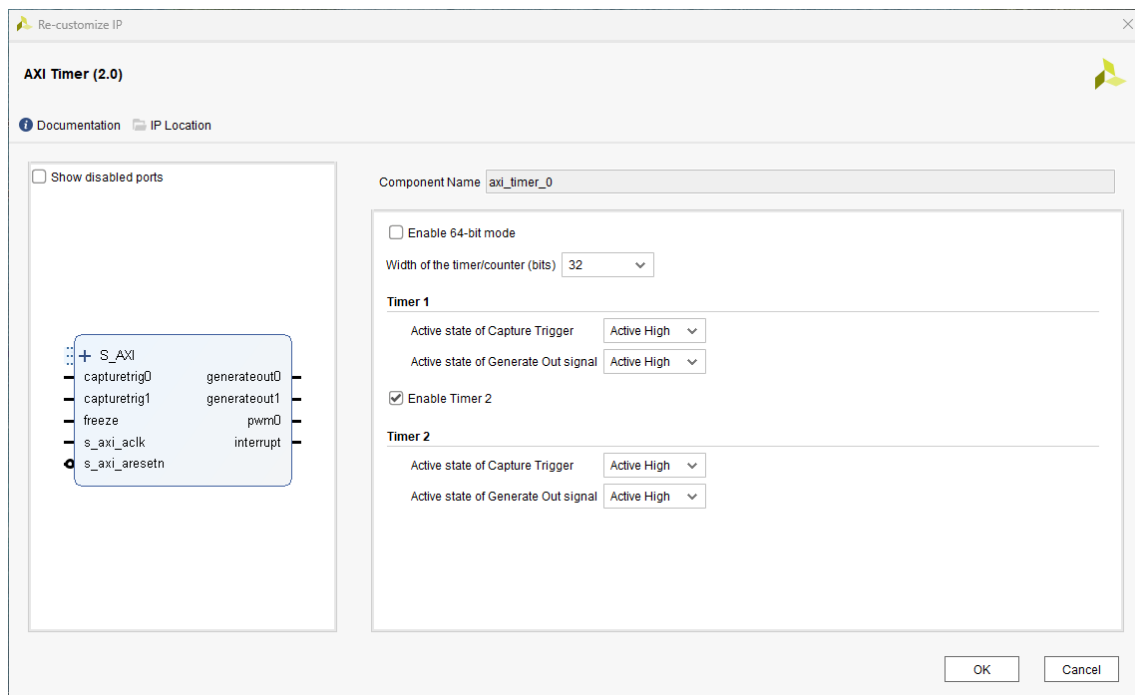 Re-customize IP
AXI Timer (2.0)
Documentation IP Location
Show disabled ports
S_AXI
capturetrig0 generateout0
capturetrig1 generateout1
freeze pwm0
s_axi_aclk interrupt
s_axi_aresetn
Component Name axi_timer_0
Enable 64-bit mode
Width of the timer/counter (bits) 32
Timer 1
Active state of Capture Trigger Active High
Active state of Generate Out signal Active High
Enable Timer 2
Timer 2
Active state of Capture Trigger Active High
Active state of Generate Out signal Active High
OK Cancel